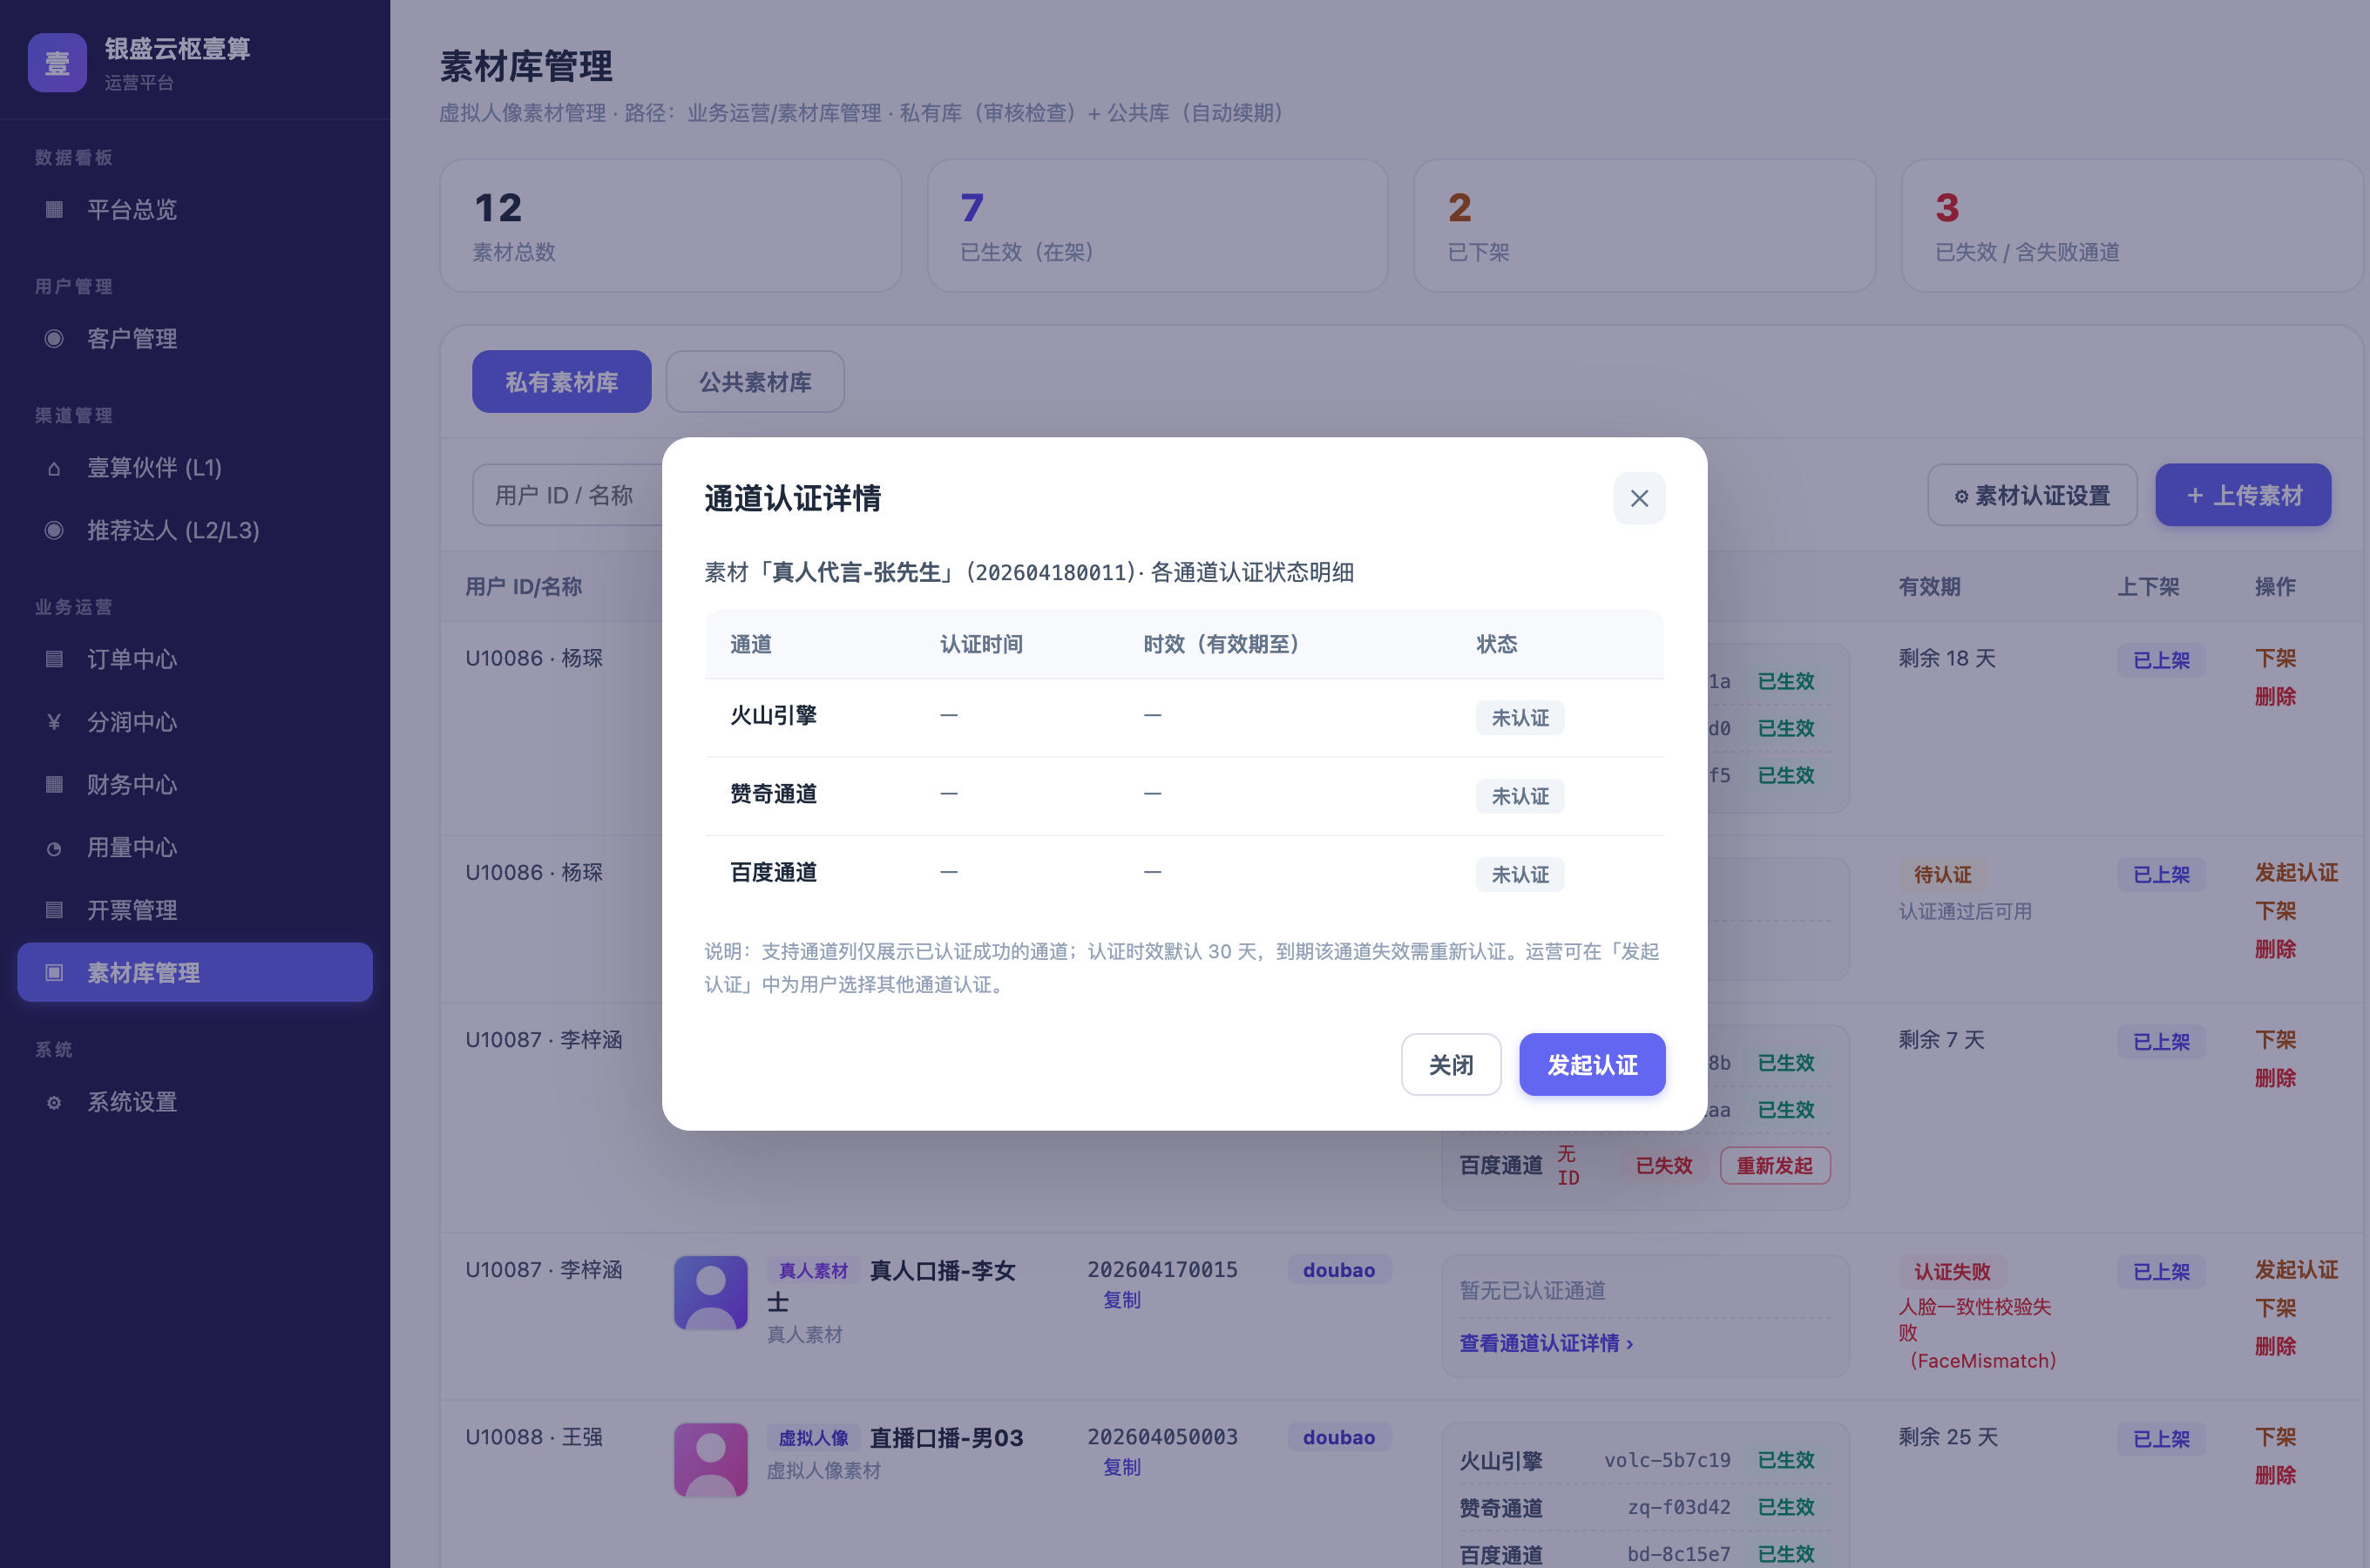 壹
银盛云枢壹算
运营平台
数据看板
平台总览
用户管理
客户管理
渠道管理
壹算伙伴 (L1)
推荐达人 (L2/L3)
业务运营
订单中心
¥ 分润中心
财务中心
用量中心
开票管理
素材库管理
系统
系统设置
素材库管理
虚拟人像素材管理 · 路径：业务运营/素材库管理 · 私有库（审核检查）+ 公共库（自动续期）
12
素材总数
7
已生效（在架）
2
已下架
3
已失效 / 含失败通道
私有素材库
公共素材库
用户 ID / 名称
素材认证设置
+ 上传素材
用户 ID/名称
有效期
上下架
操作
U10086 · 杨琛
1a 已生效
d0 已生效
f5 已生效
剩余 18 天
已上架
下架
删除
U10086 · 杨琛
待认证
认证通过后可用
已上架
发起认证
下架
删除
U10087 · 李梓涵
8b 已生效
aa 已生效
百度通道 无 ID 已失效 重新发起
剩余 7 天
已上架
下架
删除
通道认证详情
素材「真人代言-张先生」（202604180011）· 各通道认证状态明细
通道 认证时间 时效（有效期至） 状态
火山引擎 — — 未认证
赞奇通道 — — 未认证
百度通道 — — 未认证
说明：支持通道列仅展示已认证成功的通道；认证时效默认 30 天，到期该通道失效需重新认证。运营可在「发起
认证」中为用户选择其他通道认证。
关闭
发起认证
U10087 · 李梓涵
真人素材 真人口播-李女
士
真人素材
202604170015
复制
doubao
暂无已认证通道
查看通道认证详情 ›
认证失败
人脸一致性校验失
败
（FaceMismatch）
已上架
发起认证
下架
删除
U10088 · 王强
虚拟人像 直播口播-男03
虚拟人像素材
202604050003
复制
doubao
火山引擎 volc-5b7c19 已生效
赞奇通道 zq-f03d42 已生效
百度通道 bd-8c15e7 已生效
剩余 25 天
已上架
下架
删除